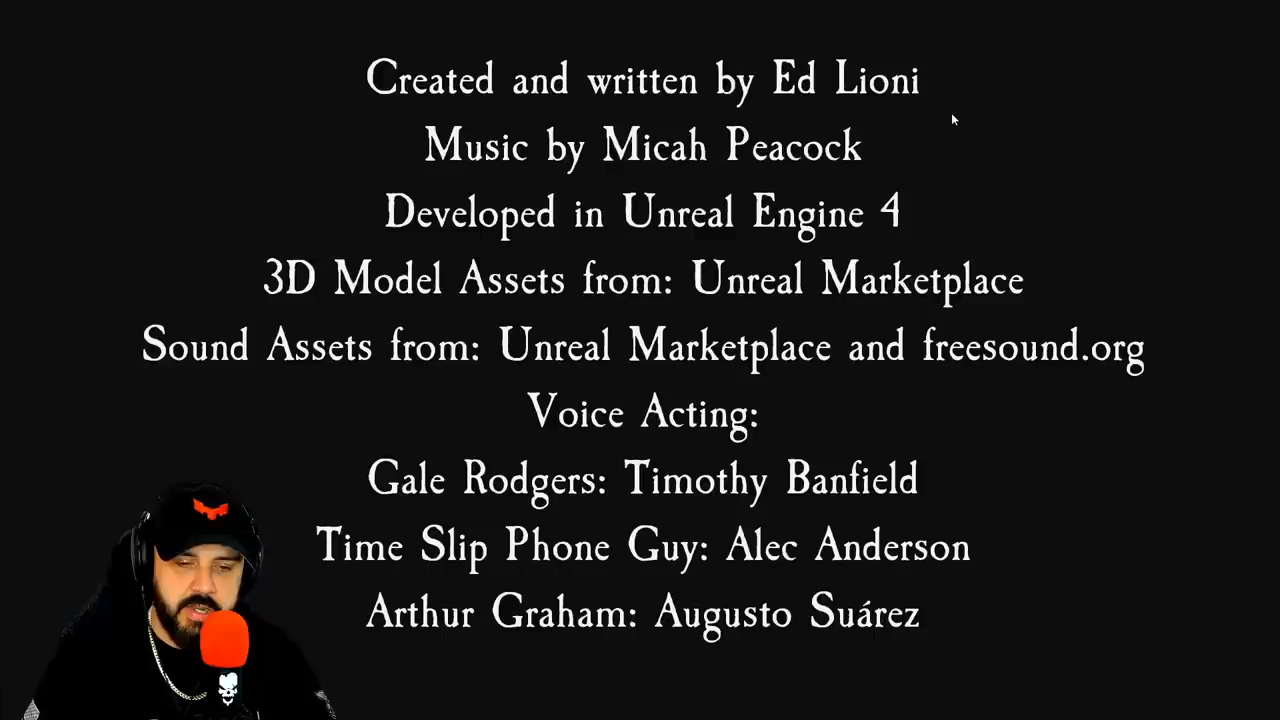 Created and written by Ed Lioni
Music by Micah Peacock
Developed in Unreal Engine 4
3D Model Assets from: Unreal Marketplace
Sound Assets from: Unreal Marketplace and freesound.org
Voice Acting:
Gale Rodgers: Timothy Banfield
Time Slip Phone Guy: Alec Anderson
Arthur Graham: Augusto Suárez